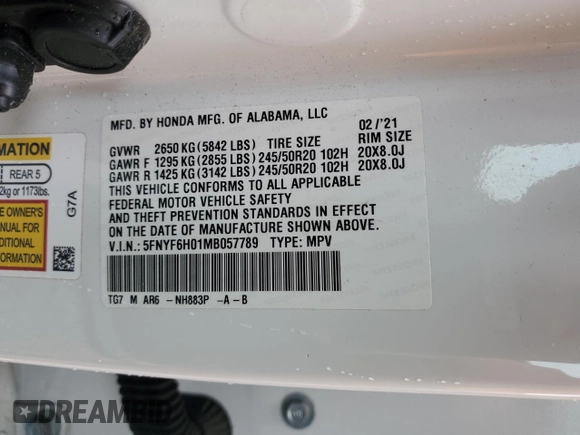 MFD. BY HONDA MFG. OF ALABAMA, LLC
02 /'21
GVWR 2650 KG (5842 LBS) TIRE SIZE RIM SIZE
GAWR F 1295 KG (2855 LBS) 245/50R20 102H 20X8.0J
GAWR R 1425 KG (3142 LBS) 245/50R20 102H 20X8.0J
THIS VEHICLE CONFORMS TO ALL APPLICABLE
FEDERAL MOTOR VEHICLE SAFETY
AND THEFT PREVENTION STANDARDS IN EFFECT
ON THE DATE OF MANUFACTURE SHOWN ABOVE.
V.I.N.: 5FNYF6H01MB057789 TYPE: MPV
TG7 M AR6 -NH883P -A -B
MATION
REAR 5
2kg or 1173lbs.
E OWNER'S
NUAL FOR
DITIONAL
FORMATION
G7A
DREAMBID